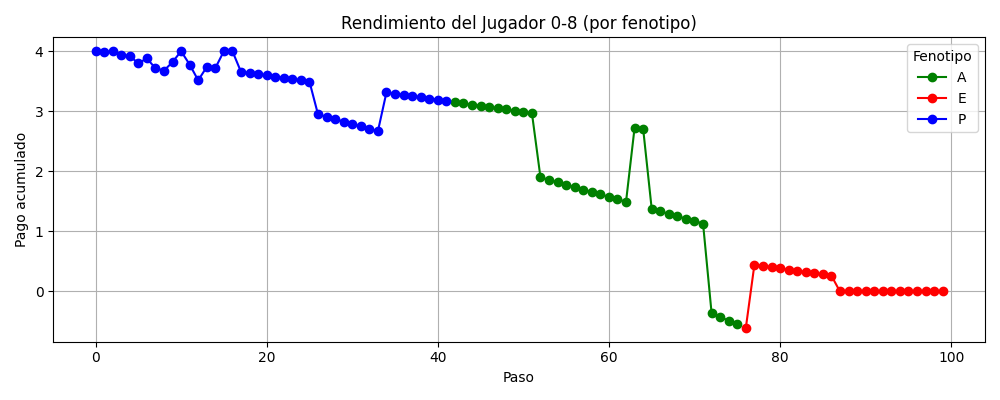 Rendimiento del Jugador 0-8 (por fenotipo)
Pago acumulado
4
3
2
1
0
Fenotipo
A
E
P
0 20 40 60 80 100
Paso